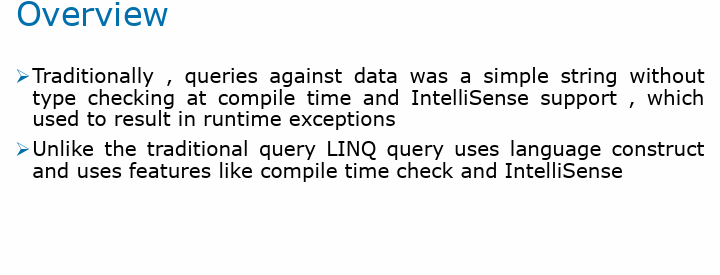 Overview
➢Traditionally , queries against data was a simple string without
type checking at compile time and IntelliSense support , which
used to result in runtime exceptions
➢Unlike the traditional query LINQ query uses language construct
and uses features like compile time check and IntelliSense